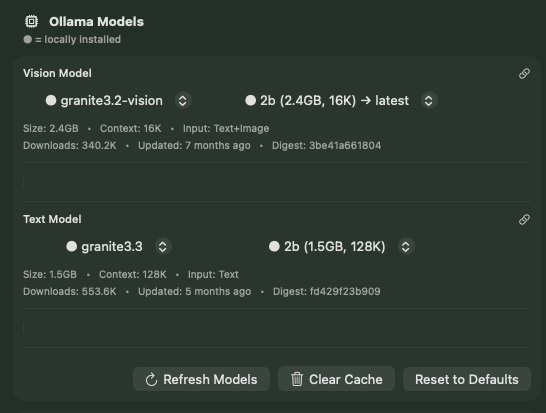 Ollama Models
● = locally installed
Vision Model
● granite3.2-vision
● 2b (2.4GB, 16K) → latest
Size: 2.4GB • Context: 16K • Input: Text+Image
Downloads: 340.2K • Updated: 7 months ago • Digest: 3be41a661804
Text Model
● granite3.3
● 2b (1.5GB, 128K)
Size: 1.5GB • Context: 128K • Input: Text
Downloads: 553.6K • Updated: 5 months ago • Digest: fd429f23b909
Refresh Models
Clear Cache
Reset to Defaults